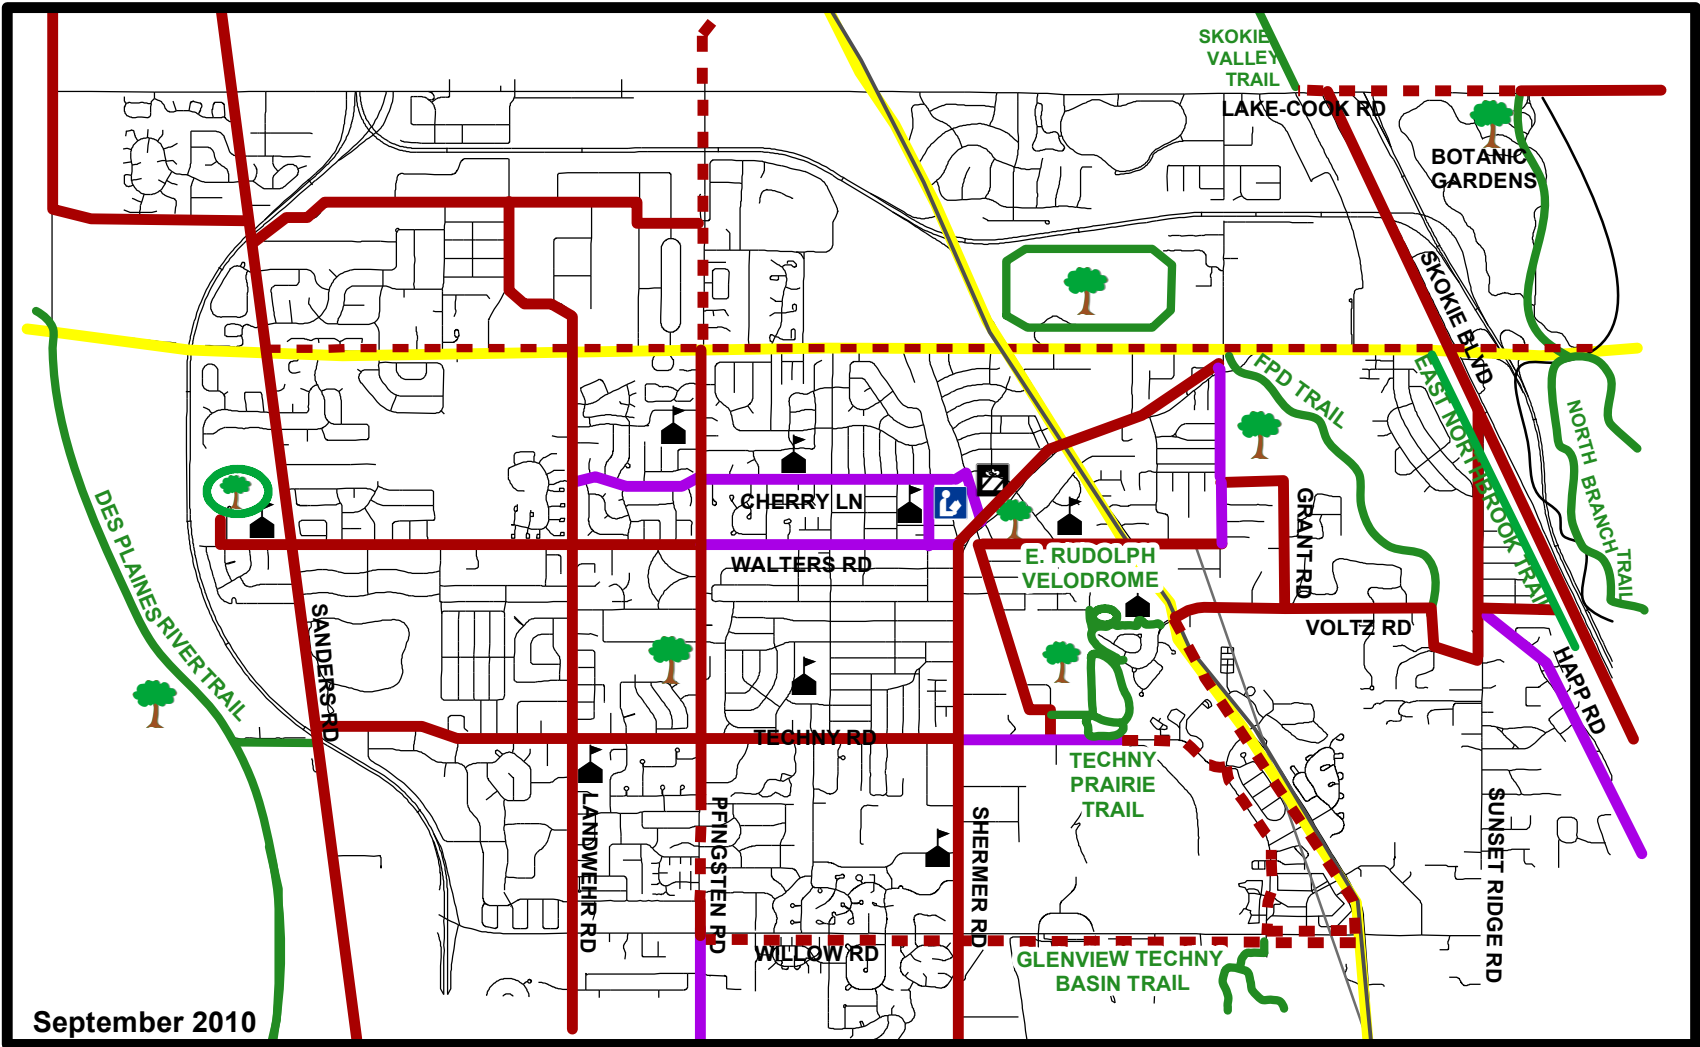 SKOKIE
VALLEY
TRAIL
LAKE-COOK RD
BOTANIC
GARDENS
SKOKIE BLVD
FPD TRAIL
EAST NORTHBROOK TRAIL
NORTH BRANCH TRAIL
DES PLAINES RIVER TRAIL
CHERRY LN
GRANT RD
WALTERS RD
E. RUDOLPH
VELODROME
SANDERS RD
VOLTZ RD
HAPP RD
TECHNY RD
TECHNY
PRAIRIE
TRAIL
LANDWEHR RD
PFINGSTEN RD
SHERMER RD
SUNSET RIDGE RD
WILLOW RD
GLENVIEW TECHNY
BASIN TRAIL
September 2010